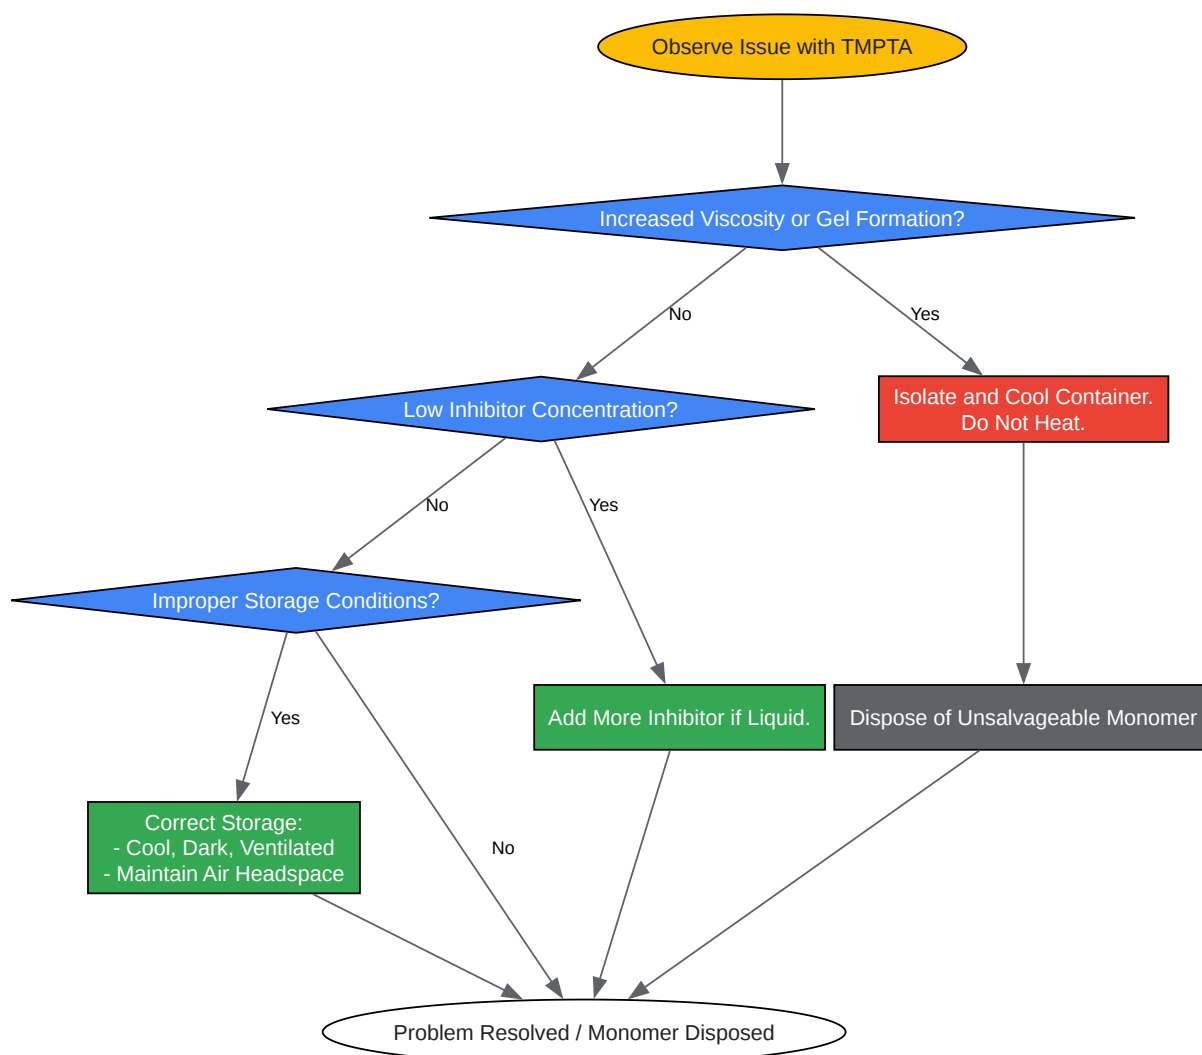 Observe Issue with TMPTA
Increased Viscosity or Gel Formation?
No
Yes
Low Inhibitor Concentration?
Isolate and Cool Container.
Do Not Heat.
No
Yes
Improper Storage Conditions?
Yes
Add More Inhibitor if Liquid.
Dispose of Unsalvageable Monomer
Correct Storage:
- Cool, Dark, Ventilated
- Maintain Air Headspace
No
Problem Resolved / Monomer Disposed